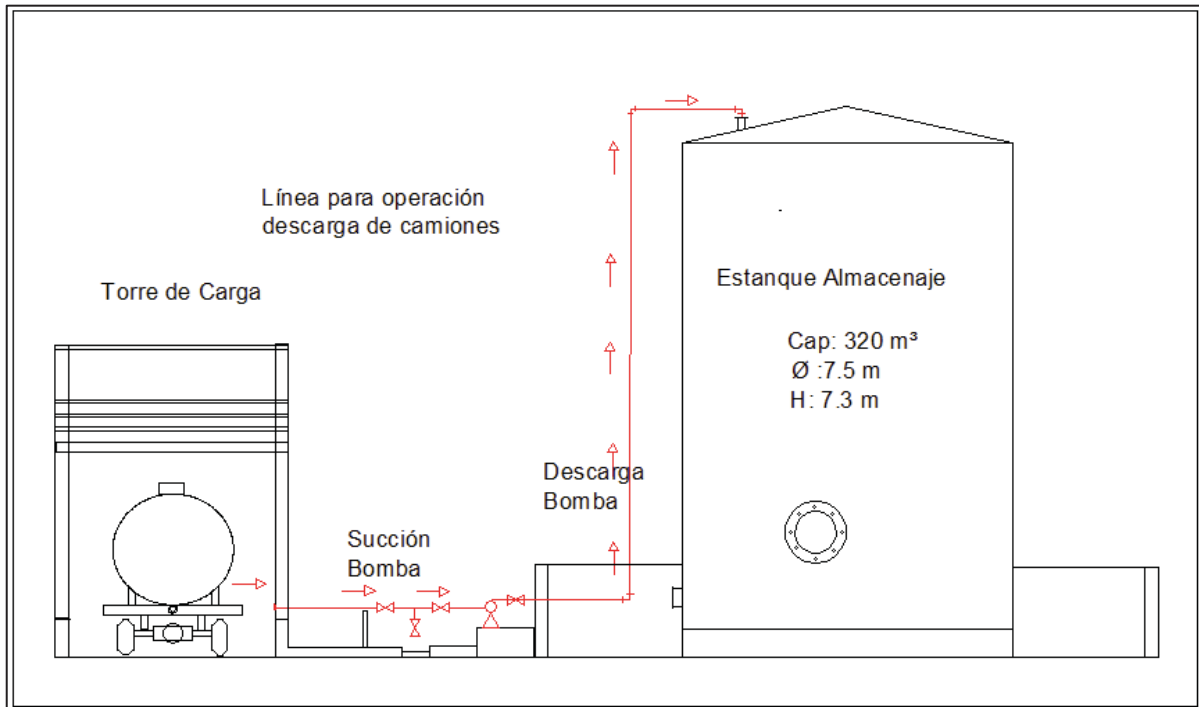 Línea para operación
descarga de camiones
Torre de Carga
Estanque Almacenaje
Cap: 320 m³
Ø :7.5 m
H: 7.3 m
Descarga
Bomba
Succión
Bomba